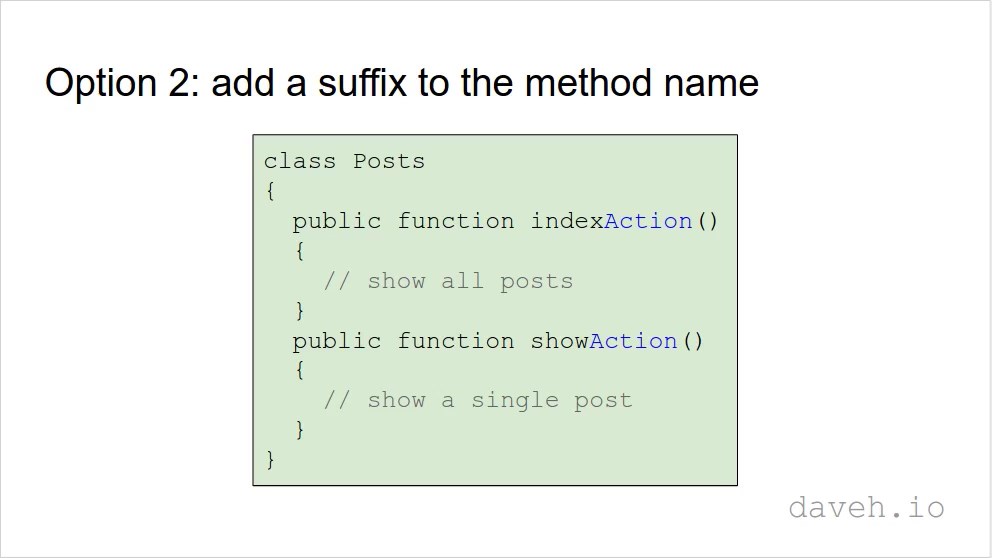 Option 2: add a suffix to the method name
class Posts
{
  public function indexAction()
  {
    // show all posts
  }
  public function showAction()
  {
    // show a single post
  }
}
daveh.io